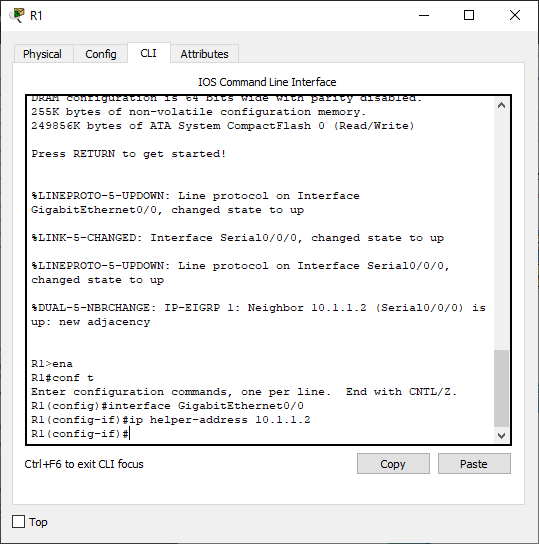 R1
Physical Config CLI Attributes
IOS Command Line Interface
DRAM configuration is 64 bits wide with parity disabled.
255K bytes of non-volatile configuration memory.
249856K bytes of ATA System CompactFlash 0 (Read/Write)
Press RETURN to get started!
%LINEPROTO-5-UPDOWN: Line protocol on Interface
GigabitEthernet0/0, changed state to up
%LINK-5-CHANGED: Interface Serial0/0/0, changed state to up
%LINEPROTO-5-UPDOWN: Line protocol on Interface Serial0/0/0,
changed state to up
%DUAL-5-NBRCHANGE: IP-EIGRP 1: Neighbor 10.1.1.2 (Serial0/0/0) is
up: new adjacency
R1>ena
R1#conf t
Enter configuration commands, one per line.  End with CNTL/Z.
R1(config)#interface GigabitEthernet0/0
R1(config-if)#ip helper-address 10.1.1.2
R1(config-if)#
Ctrl+F6 to exit CLI focus
Copy Paste
Top